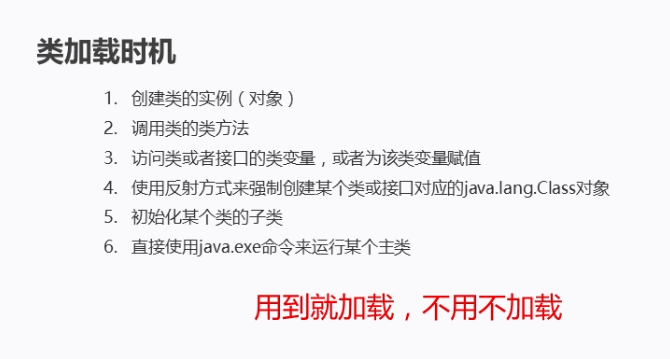 类加载时机
1. 创建类的实例（对象）
2. 调用类的类方法
3. 访问类或者接口的类变量，或者为该类变量赋值
4. 使用反射方式来强制创建某个类或接口对应的java.lang.Class对象
5. 初始化某个类的子类
6. 直接使用java.exe命令来运行某个主类
用到就加载，不用不加载